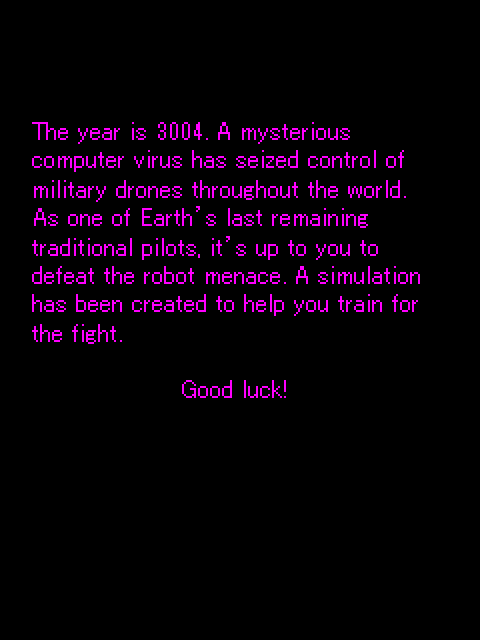 The year is 3004. A mysterious
computer virus has seized control of
military drones throughout the world.
As one of Earth's last remaining
traditional pilots, it's up to you to
defeat the robot menace. A simulation
has been created to help you train for
the fight.
Good luck!